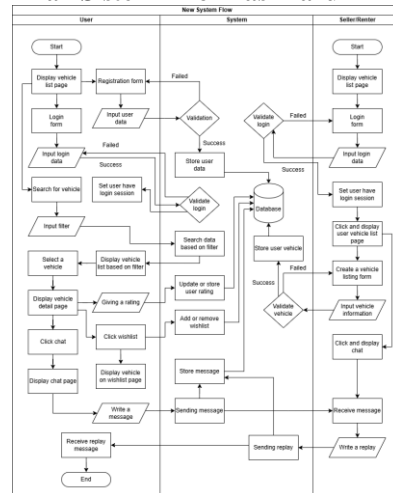 New System Flow
User
System
Seller/Renter
Start
Start
Display vehicle
list page
Registration form
Failed
Validation
Display vehicle
list page
Login
form
Input user
data
Validate
login
Failed
Login
form
Success
Input login
data
Failed
Store user
data
Input login
data
Success
Search for vehicle
Set user have
login session
Validate
login
Database
Set user have
login session
Input filter
Search data
based on filter
Click and display
user vehicle list
page
Select a
vehicle
Display vehicle
list based on filter
Store user vehicle
Failed
Create a vehicle
listing form
Display vehicle
detail page
Giving a rating
Update or store
user rating
Success
Validate
vehicle
Input vehicle
information
Click chat
Click wishlist
Add or remove
wishlist
Click and display
chat
Display chat page
Display vehicle
on wishlist page
Store message
Write a
message
Sending message
Receive message
Receive replay
message
Sending replay
Write a replay
End